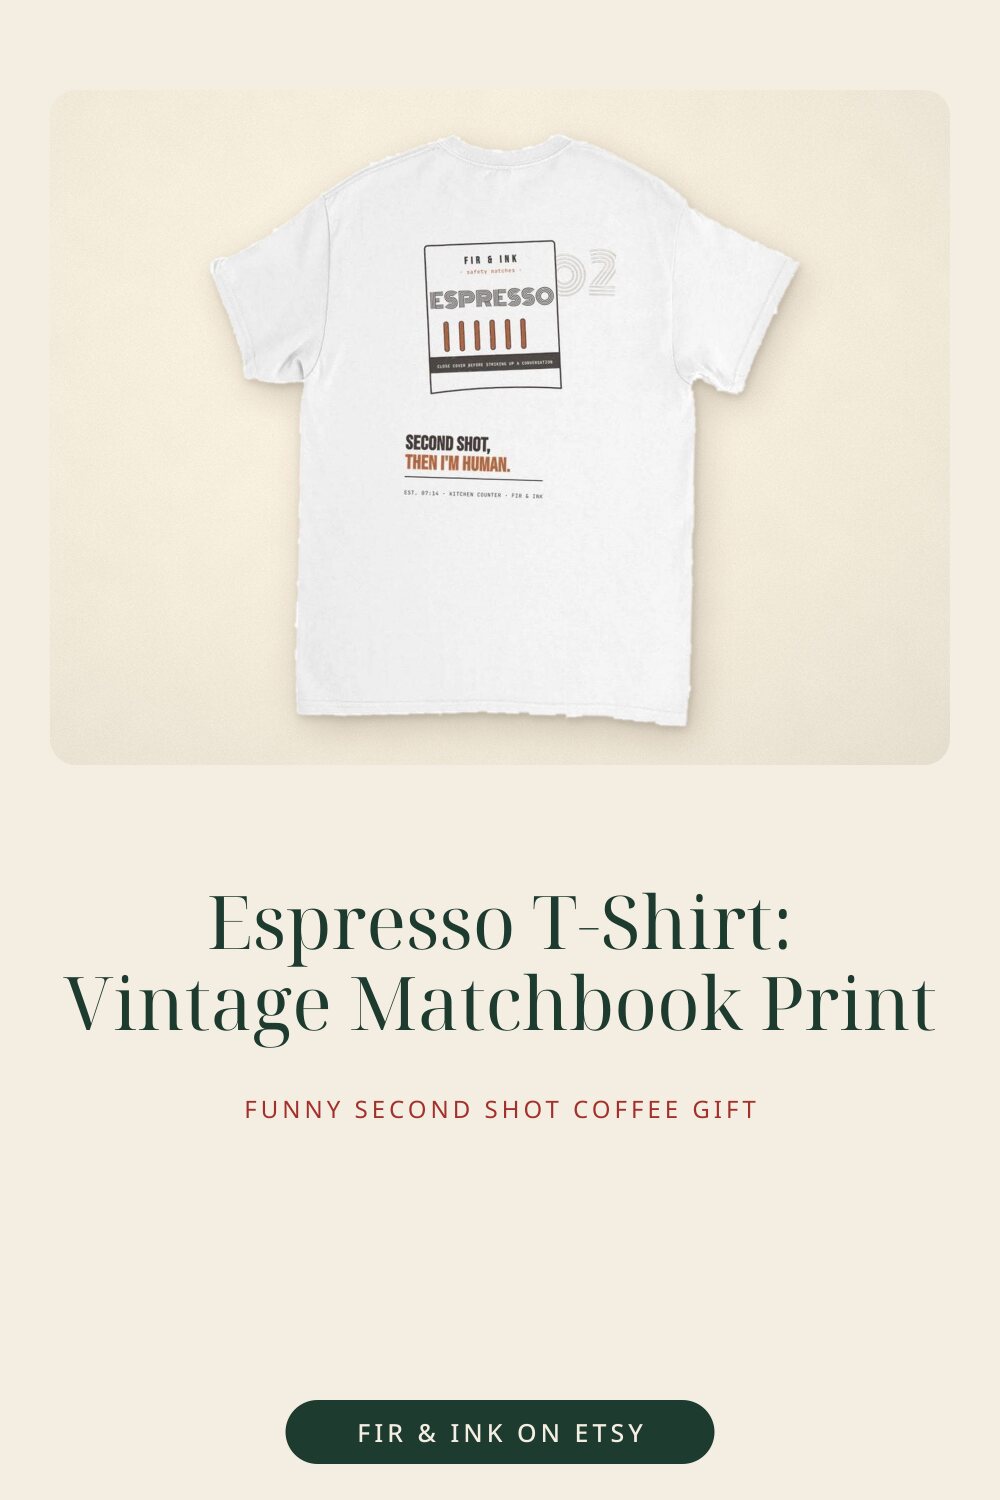 FIR & INK
- safety matches -
ESPRESSO
02
CLOSE COVER BEFORE STRIKING UP A CONVERSATION
SECOND SHOT,
THEN I'M HUMAN.
EST. 07:14 - KITCHEN COUNTER - FIR & INK
Espresso T-Shirt:
Vintage Matchbook Print
FUNNY SECOND SHOT COFFEE GIFT
FIR & INK ON ETSY